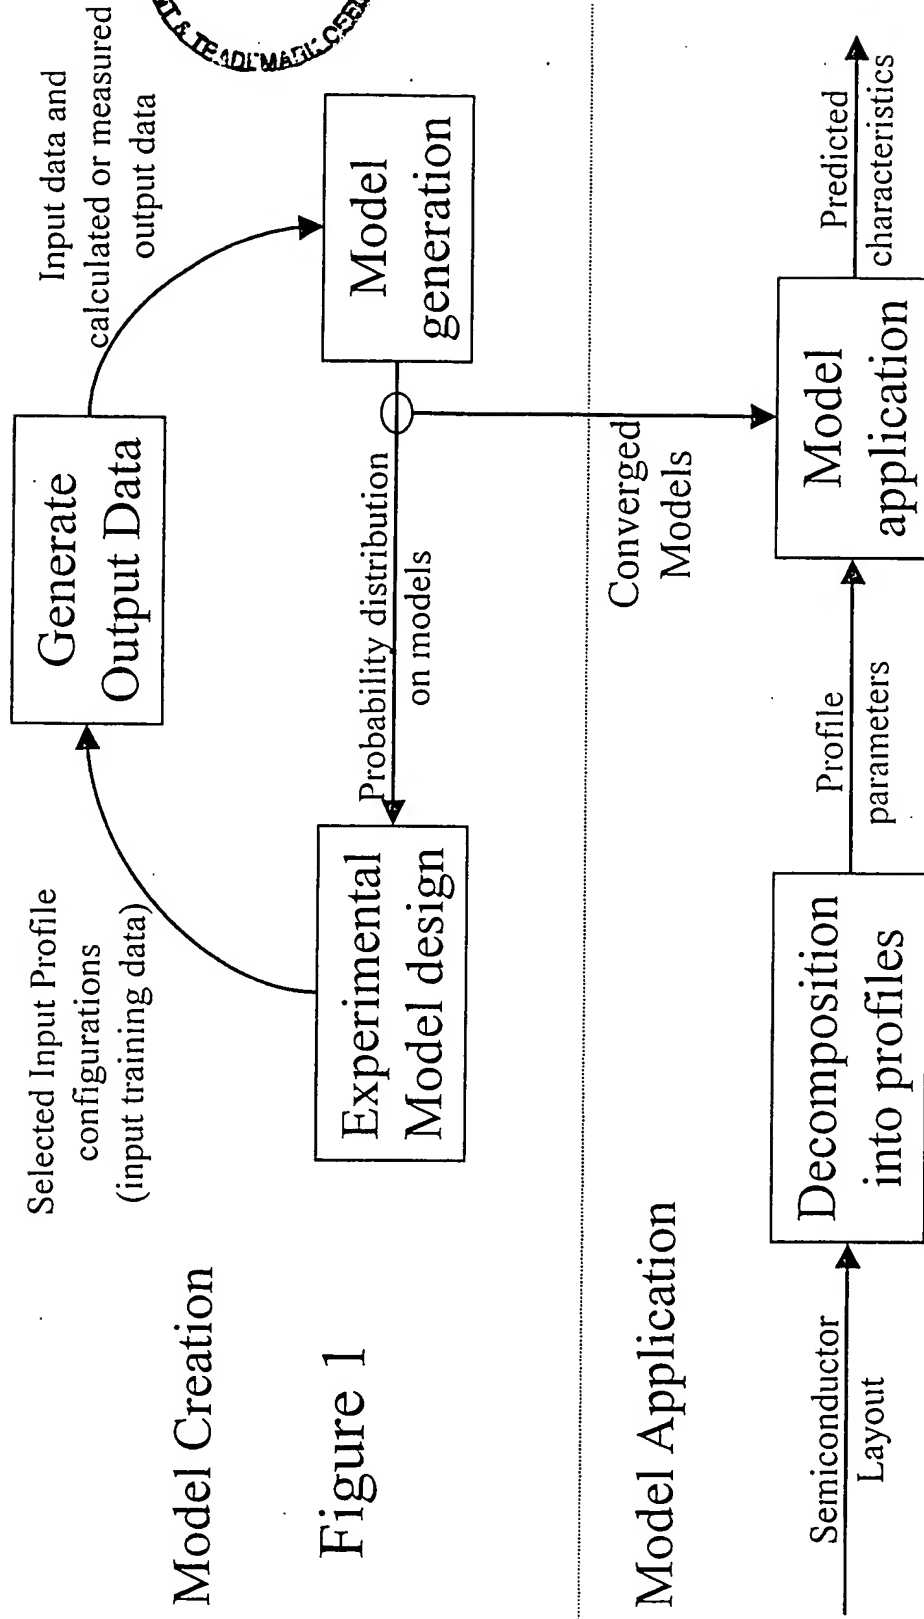 Model Creation
Figure 1
Selected Input Profile
configurations
(input training data)
Generate
Output Data
Input data and
calculated or measured
output data
Experimental
Model design
Probability distribution
on models
Model
generation
Converged
Models
Model Application
Semiconductor
Layout
Decomposition
into profiles
Profile
parameters
Model
application
Predicted
characteristics
& TRADEMARK